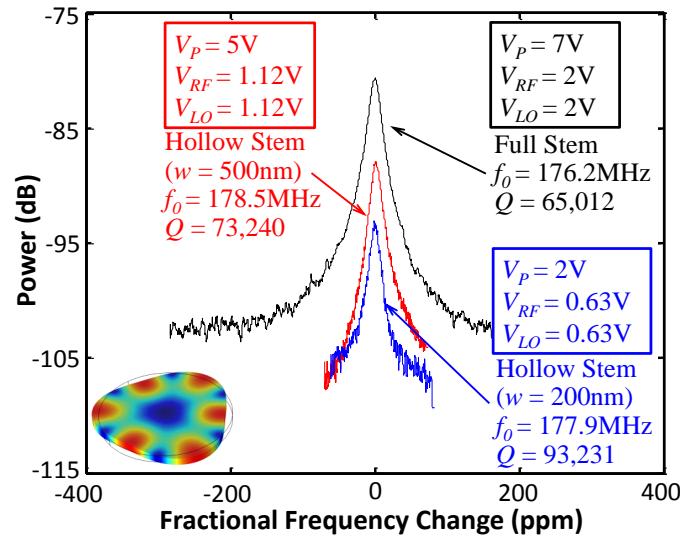 -75
-85
-95
-105
-115
Power (dB)
V_P = 5V
V_RF = 1.12V
V_LO = 1.12V
Hollow Stem
(w = 500nm)
f_0 = 178.5MHz
Q = 73,240
V_P = 7V
V_RF = 2V
V_LO = 2V
Full Stem
f_0 = 176.2MHz
Q = 65,012
V_P = 2V
V_RF = 0.63V
V_LO = 0.63V
Hollow Stem
(w = 200nm)
f_0 = 177.9MHz
Q = 93,231
-400 -200 0 200 400
Fractional Frequency Change (ppm)